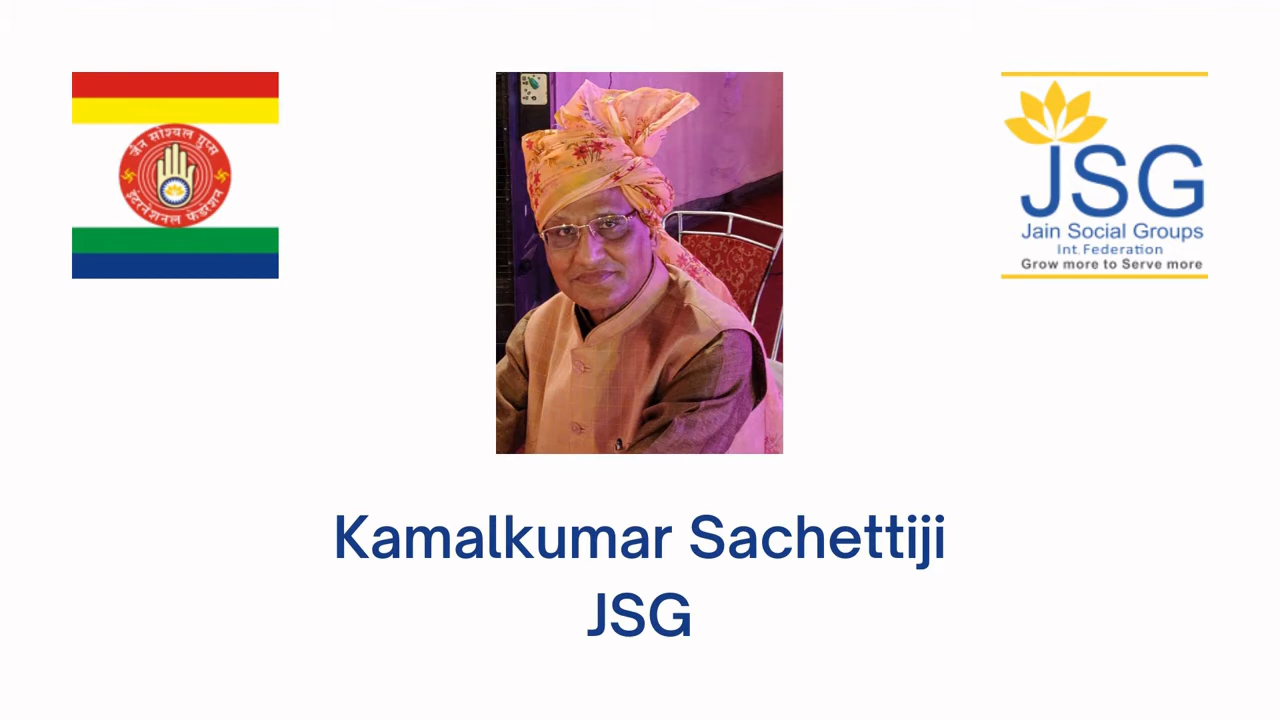 जैन सोश्यल ग्रुप्स
इंटरनेशनल फेडरेशन
JSG
Jain Social Groups
Int. Federation
Grow more to Serve more
Kamalkumar Sachettiji
JSG